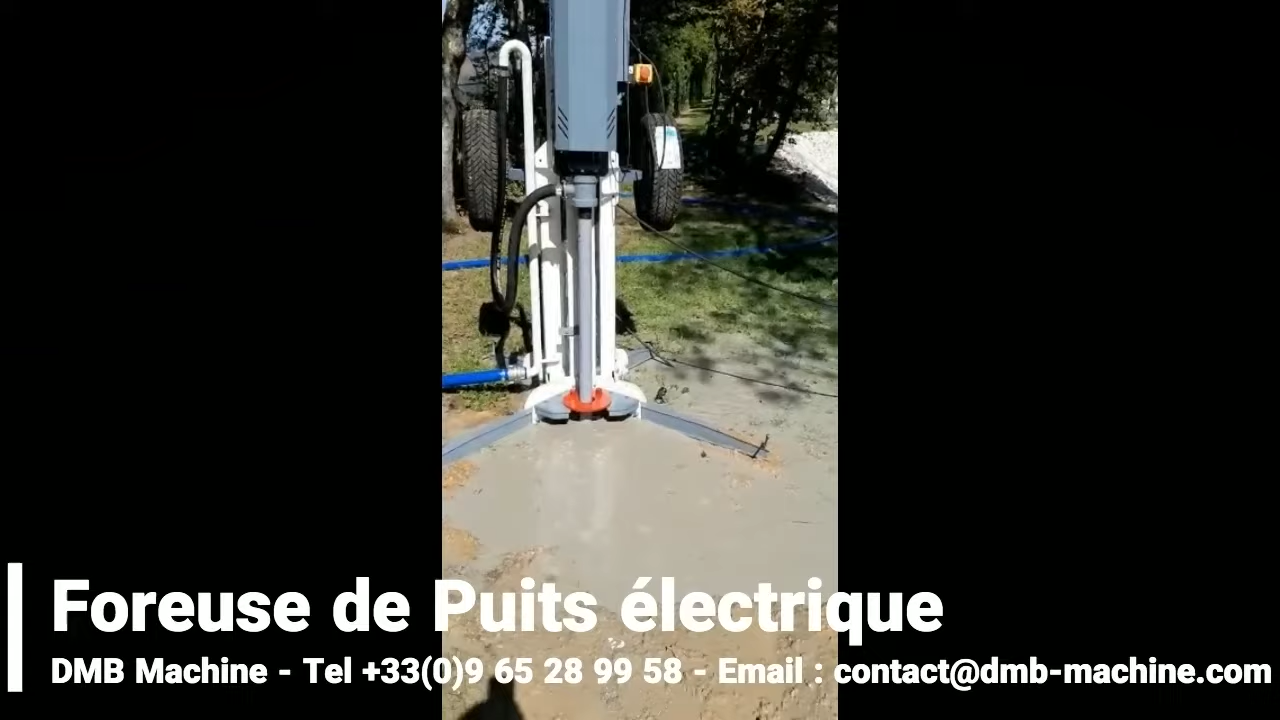 Foreuse de Puits électrique
DMB Machine - Tel +33(0)9 65 28 99 58 - Email : contact@dmb-machine.com